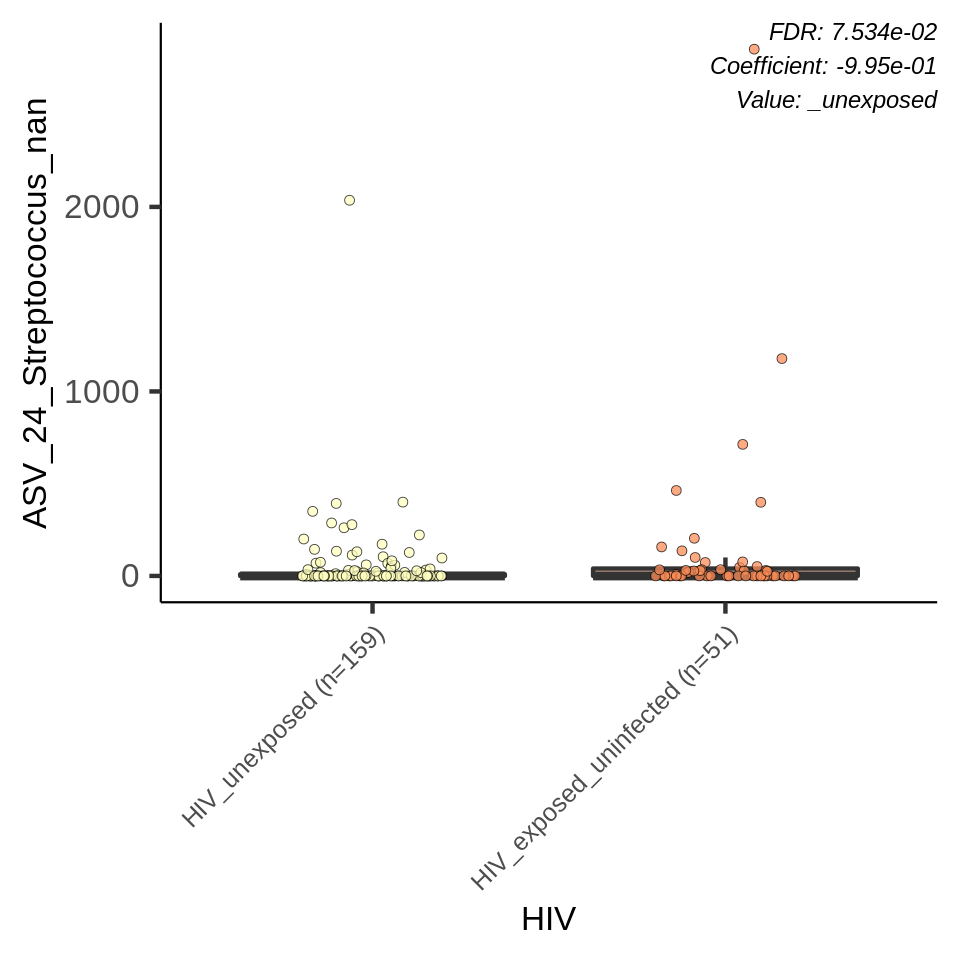 FDR: 7.534e-02
Coefficient: -9.95e-01
Value: _unexposed
ASV_24_Streptococcus_nan
2000
1000
0
HIV_unexposed (n=159)
HIV_exposed_uninfected (n=51)
HIV